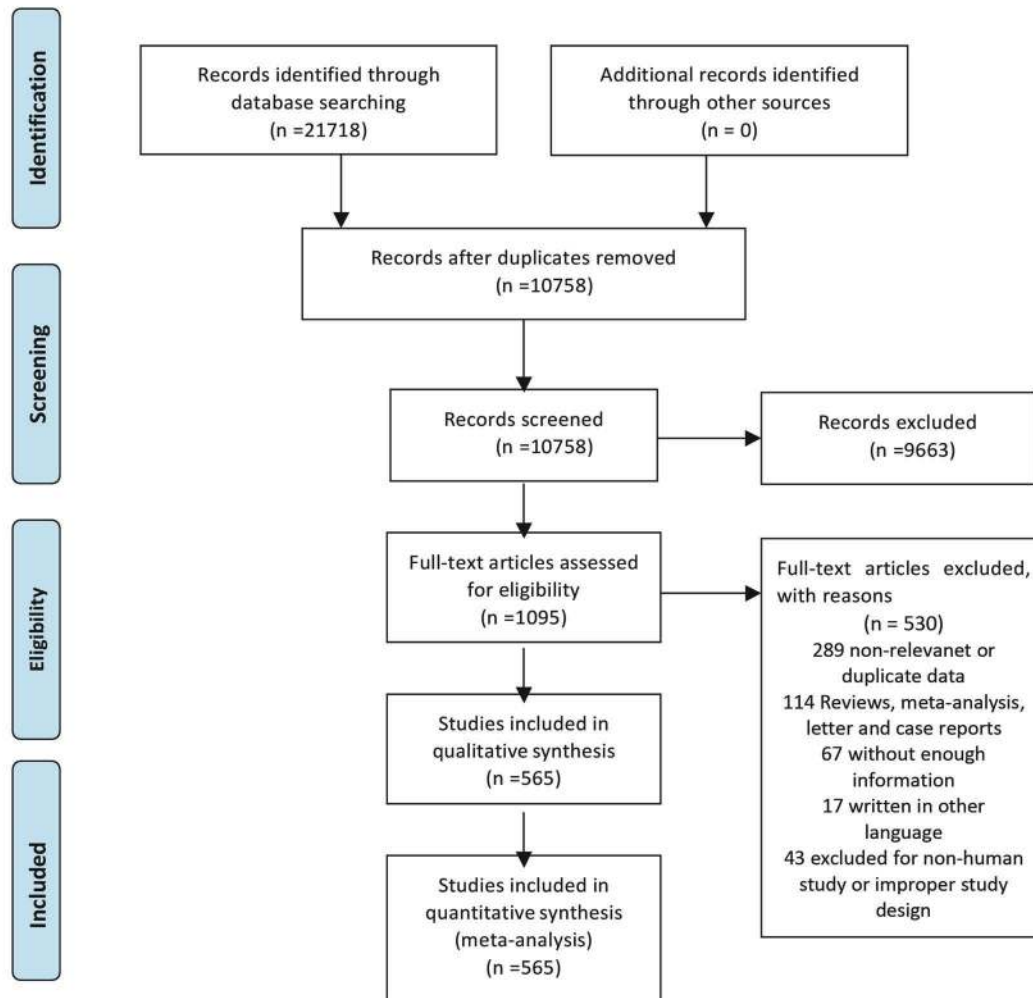 Identification
Records identified through
database searching
(n =21718)
Additional records identified
through other sources
(n = 0)
Records after duplicates removed
(n =10758)
Screening
Records screened
(n =10758)
Records excluded
(n =9663)
Eligibility
Full-text articles assessed
for eligibility
(n =1095)
Full-text articles excluded,
with reasons
(n = 530)
289 non-relevanet or
duplicate data
114 Reviews, meta-analysis,
letter and case reports
67 without enough
information
17 written in other
language
43 excluded for non-human
study or improper study
design
Studies included in
qualitative synthesis
(n =565)
Included
Studies included in
quantitative synthesis
(meta-analysis)
(n =565)